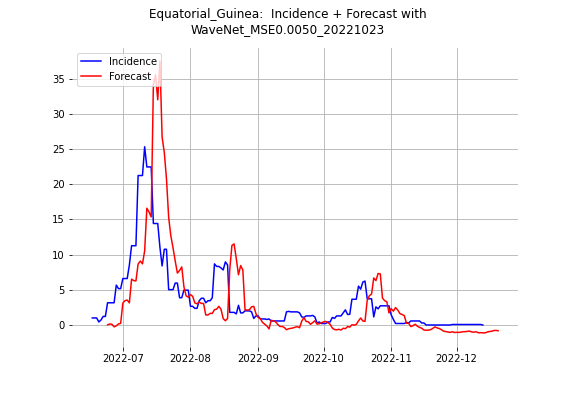 Equatorial_Guinea:  Incidence + Forecast with
WaveNet_MSE0.0050_20221023
Incidence
Forecast
35
30
25
20
15
10
5
0
2022-07 2022-08 2022-09 2022-10 2022-11 2022-12